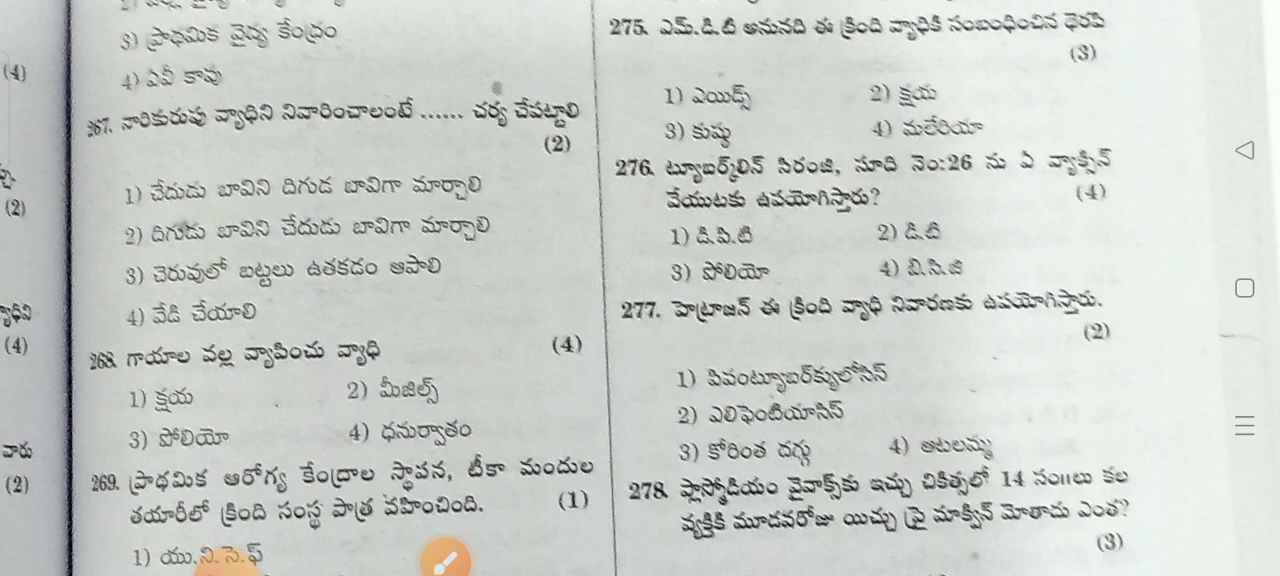 (4)
(2)
(4)
వారు
(2)
3) ప్రాథమిక వైద్య కేంద్రం
4) ఏవీ కావు
267. నారికురుపు వ్యాధిని నివారించాలంటే ...... చర్య చేపట్టాలి
(2)
1) చేదుడు బావిని దిగుడ బావిగా మార్చాలి
2) దిగుడు బావిని చేదుడు బావిగా మార్చాలి
3) చెరువులో బట్టలు ఉతకడం ఆపాలి
4) వేడి చేయాలి
268. గాయాల వల్ల వ్యాపించు వ్యాధి (4)
1) క్షయ 2) మీజిల్స్
3) పోలియో 4) ధనుర్వాతం
269. ప్రాథమిక ఆరోగ్య కేంద్రాల స్థాపన, టీకా మందుల
తయారీలో క్రింది సంస్థ పాత్ర వహించింది. (1)
1) యు.ని.సె.ఫ్
275. ఎమ్.డి.టి అనునది ఈ క్రింది వ్యాధికి సంబంధించిన థెరపి
(3)
1) ఎయిడ్స్ 2) క్షయ
3) కుష్ఠు 4) మలేరియా
276. ట్యూబర్క్‌లిన్ సిరంజి, సూది నెం:26 ను ఏ వ్యాక్సిన్
వేయుటకు ఉపయోగిస్తారు? (4)
1) డి.పి.టి 2) డి.టి
3) పోలియో 4) బి.సి.జి
277. హెట్రాజన్ ఈ క్రింది వ్యాధి నివారణకు ఉపయోగిస్తారు.
(2)
1) పివంట్యూబర్‌క్యులోసిస్
2) ఎలిఫెంటియాసిస్
3) కోరింత దగ్గు 4) ఆటలమ్మ
278. ప్లాస్మోడియం వైవాక్స్‌కు ఇచ్చు చికిత్సలో 14 సం॥లు కల
వ్యక్తికి మూడవరోజు యిచ్చు ప్రై మాక్విన్ మోతాదు ఎంత?
(3)